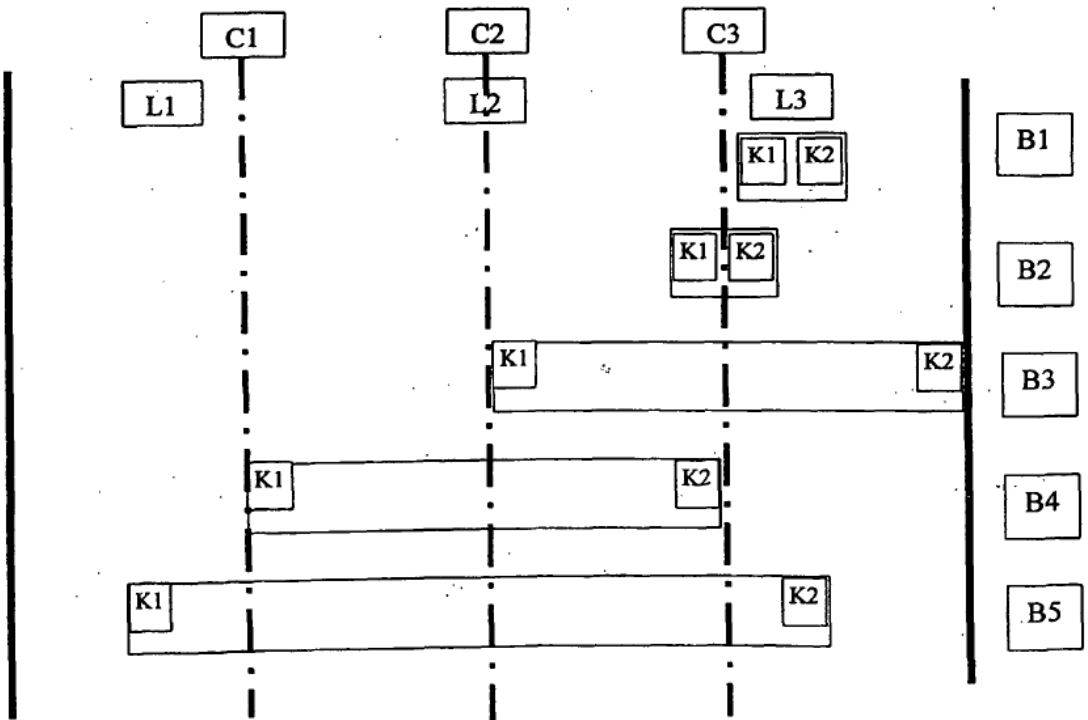 C1 C2 C3
L1 L2 L3
K1 K2 B1
K1 K2 B2
K1 K2 B3
K1 K2 B4
K1 K2 B5